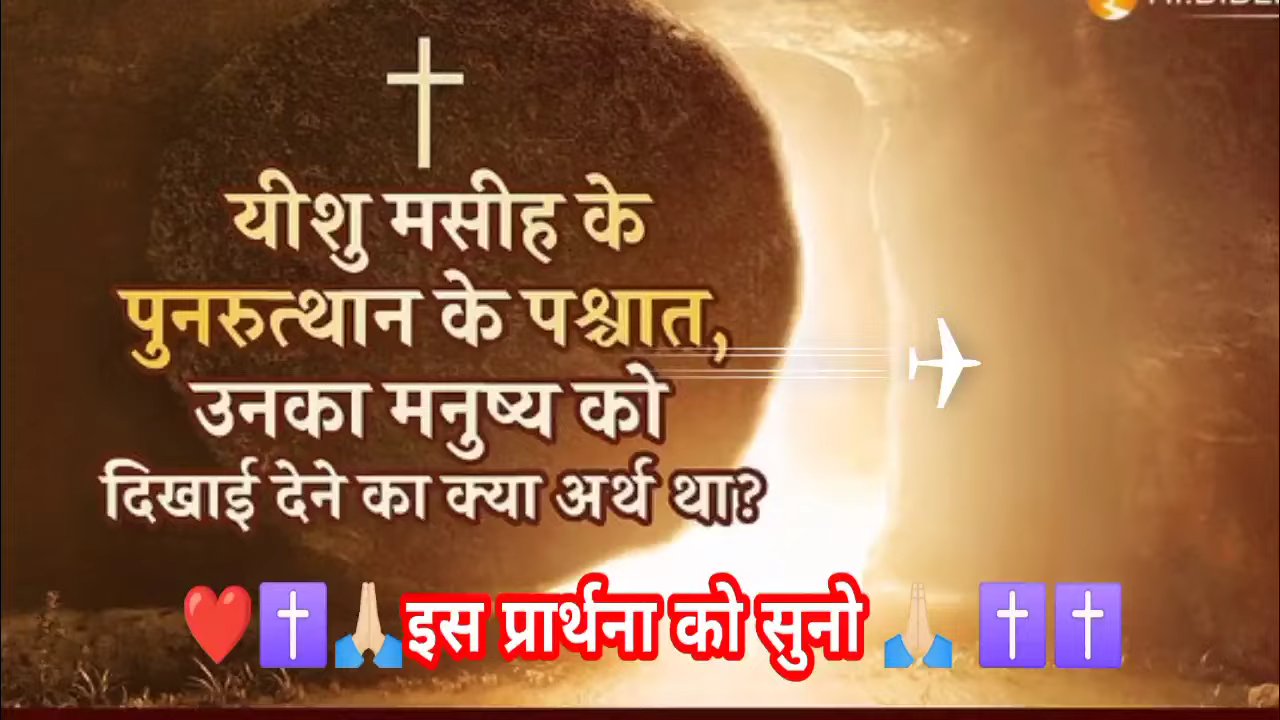 यीशु मसीह के
पुनरुत्थान के पश्चात,
उनका मनुष्य को
दिखाई देने का क्या अर्थ था?
इस प्रार्थना को सुनो